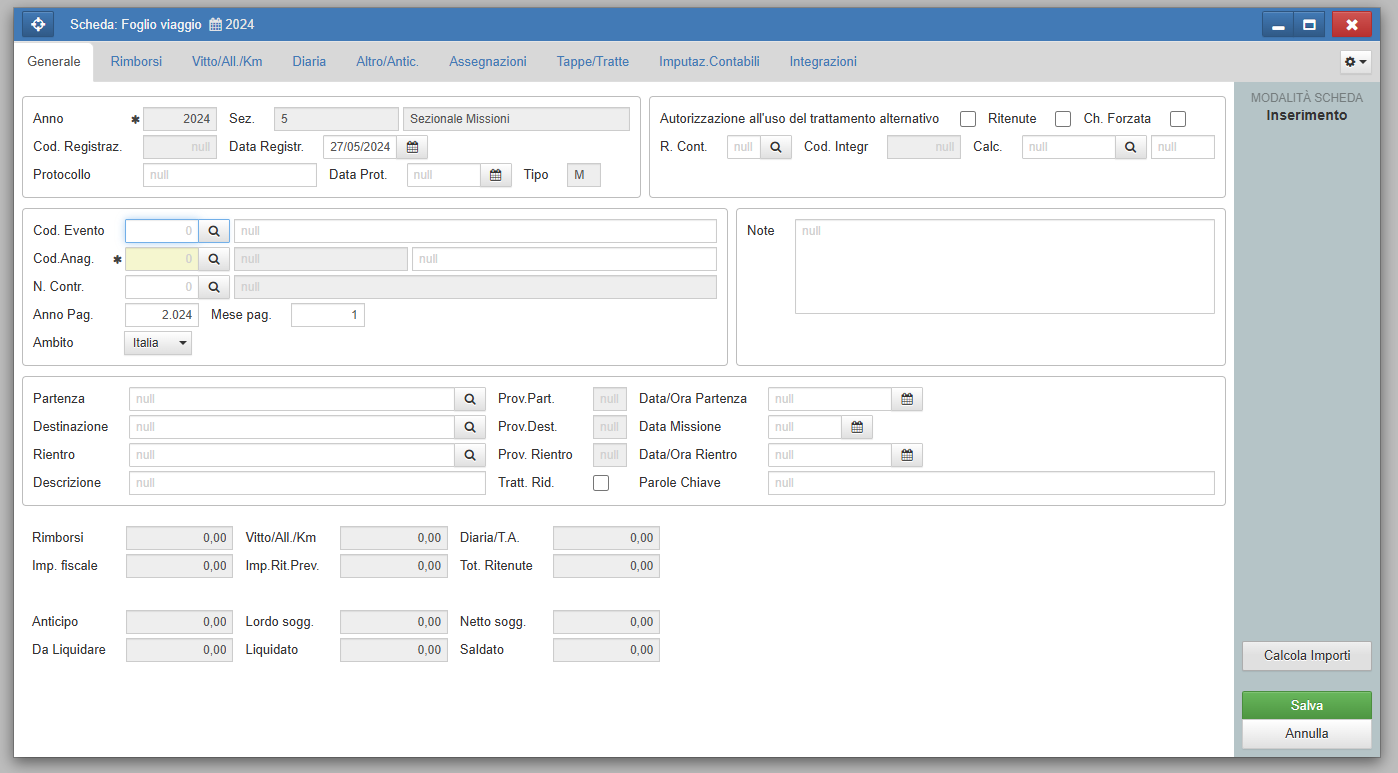 Scheda: Foglio viaggio 2024
Generale Rimborsi Vitto/All./Km Diaria Altro/Antic. Assegnazioni Tappe/Tratte Imputaz.Contabili Integrazioni
MODALITÀ SCHEDA
Inserimento
Anno ✱ 2024 Sez. 5 Sezionale Missioni
Cod. Registraz. null Data Registr. 27/05/2024
Protocollo null Data Prot. null Tipo M
Autorizzazione all'uso del trattamento alternativo Ritenute Ch. Forzata
R. Cont. null Cod. Integr null Calc. null null
Cod. Evento 0 null
Cod.Anag. ✱ 0 null null
N. Contr. 0 null
Anno Pag. 2.024 Mese pag. 1
Ambito Italia
Note null
Partenza null Prov.Part. null Data/Ora Partenza null
Destinazione null Prov.Dest. null Data Missione null
Rientro null Prov. Rientro null Data/Ora Rientro null
Descrizione null Tratt. Rid. Parole Chiave null
Rimborsi 0,00 Vitto/All./Km 0,00 Diaria/T.A. 0,00
Imp. fiscale 0,00 Imp.Rit.Prev. 0,00 Tot. Ritenute 0,00
Anticipo 0,00 Lordo sogg. 0,00 Netto sogg. 0,00
Da Liquidare 0,00 Liquidato 0,00 Saldato 0,00
Calcola Importi
Salva
Annulla